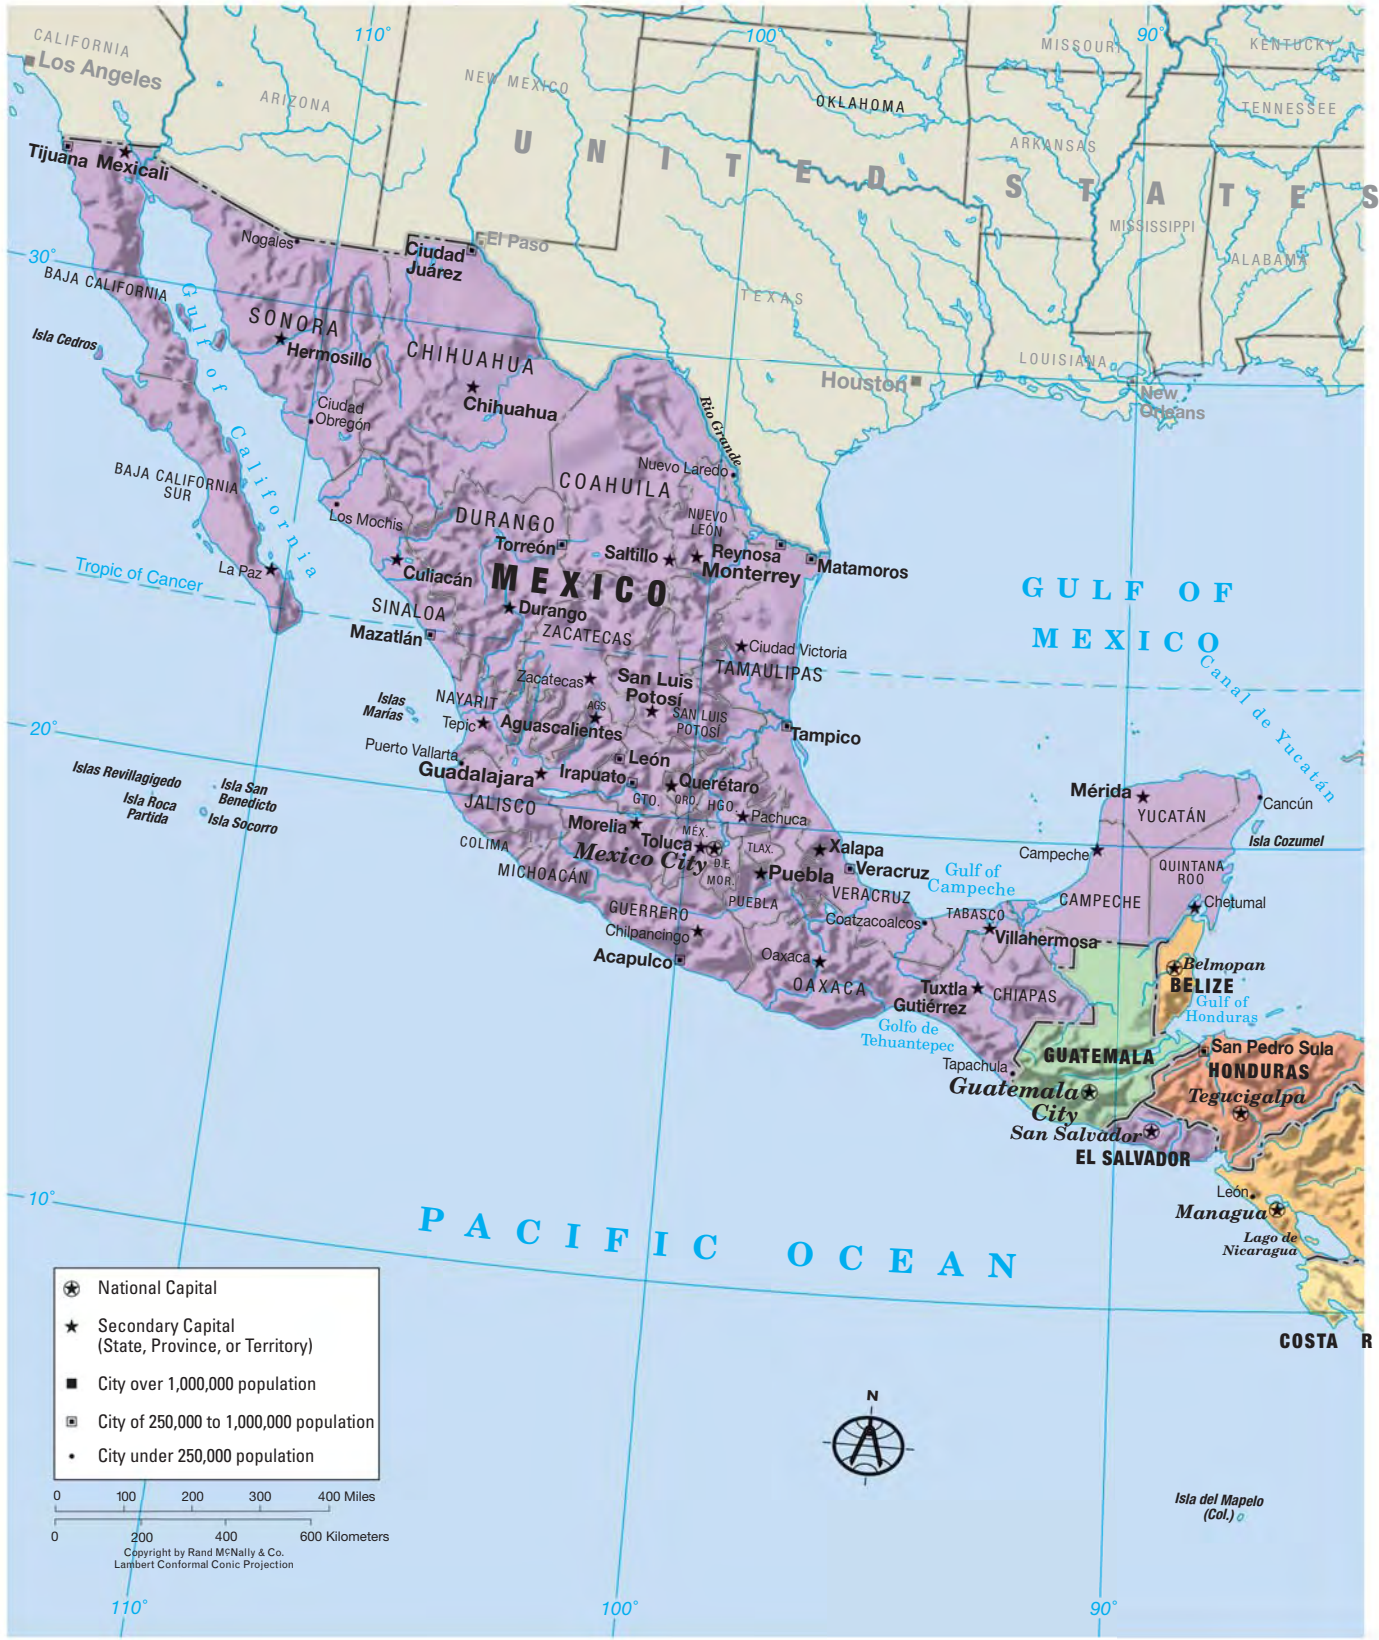 110°
100°
90°
CALIFORNIA
Los Angeles
ARIZONA
NEW MEXICO
OKLAHOMA
MISSOURI
KENTUCKY
TENNESSEE
ARKANSAS
UNITED STATES
MISSISSIPPI
ALABAMA
TEXAS
LOUISIANA
Houston
New
Orleans
El Paso
Tijuana
Mexicali
Nogales
Ciudad
Juárez
30°
BAJA CALIFORNIA
Gulf of California
Isla Cedros
SONORA
Hermosillo
CHIHUAHUA
Chihuahua
Ciudad
Obregón
Rio Grande
Nuevo Laredo
BAJA CALIFORNIA
SUR
COAHUILA
NUEVO
LEÓN
Los Mochis
DURANGO
Torreón
Saltillo
Reynosa
Monterrey
Matamoros
La Paz
Culiacán
MEXICO
Tropic of Cancer
SINALOA
Durango
GULF OF
MEXICO
Mazatlán
ZACATECAS
Ciudad Victoria
TAMAULIPAS
Canal de Yucatán
Zacatecas
San Luis
Potosí
Islas
Marías
NAYARIT
AGS
SAN LUIS
POTOSÍ
Tepic
Aguascalientes
Tampico
20°
Puerto Vallarta
León
Guadalajara
Irapuato
Querétaro
Islas Revillagigedo
Isla San
Benedicto
Isla Roca
Partida
Isla Socorro
JALISCO
GTO.
QRO.
HGO.
Pachuca
Mérida
YUCATÁN
Cancún
Isla Cozumel
Morelia
MÉX.
COLIMA
Toluca
TLAX.
Xalapa
Mexico City
D.F.
Campeche
MICHOACÁN
MOR.
Puebla
Veracruz
Gulf of
Campeche
QUINTANA
ROO
PUEBLA
VERACRUZ
CAMPECHE
GUERRERO
Coatzacoalcos
TABASCO
Chetumal
Chilpancingo
Villahermosa
Acapulco
Oaxaca
Belmopan
BELIZE
OAXACA
Tuxtla
Gutiérrez
CHIAPAS
Gulf of
Honduras
Golfo de
Tehuantepec
GUATEMALA
San Pedro Sula
HONDURAS
Tapachula
Guatemala
City
Tegucigalpa
San Salvador
EL SALVADOR
León
Managua
Lago de
Nicaragua
10°
PACIFIC OCEAN
COSTA R
National Capital
Secondary Capital
(State, Province, or Territory)
City over 1,000,000 population
City of 250,000 to 1,000,000 population
City under 250,000 population
0 100 200 300 400 Miles
0 200 400 600 Kilometers
Copyright by Rand McNally & Co.
Lambert Conformal Conic Projection
N
Isla del Mapelo
(Col.)
110°
100°
90°